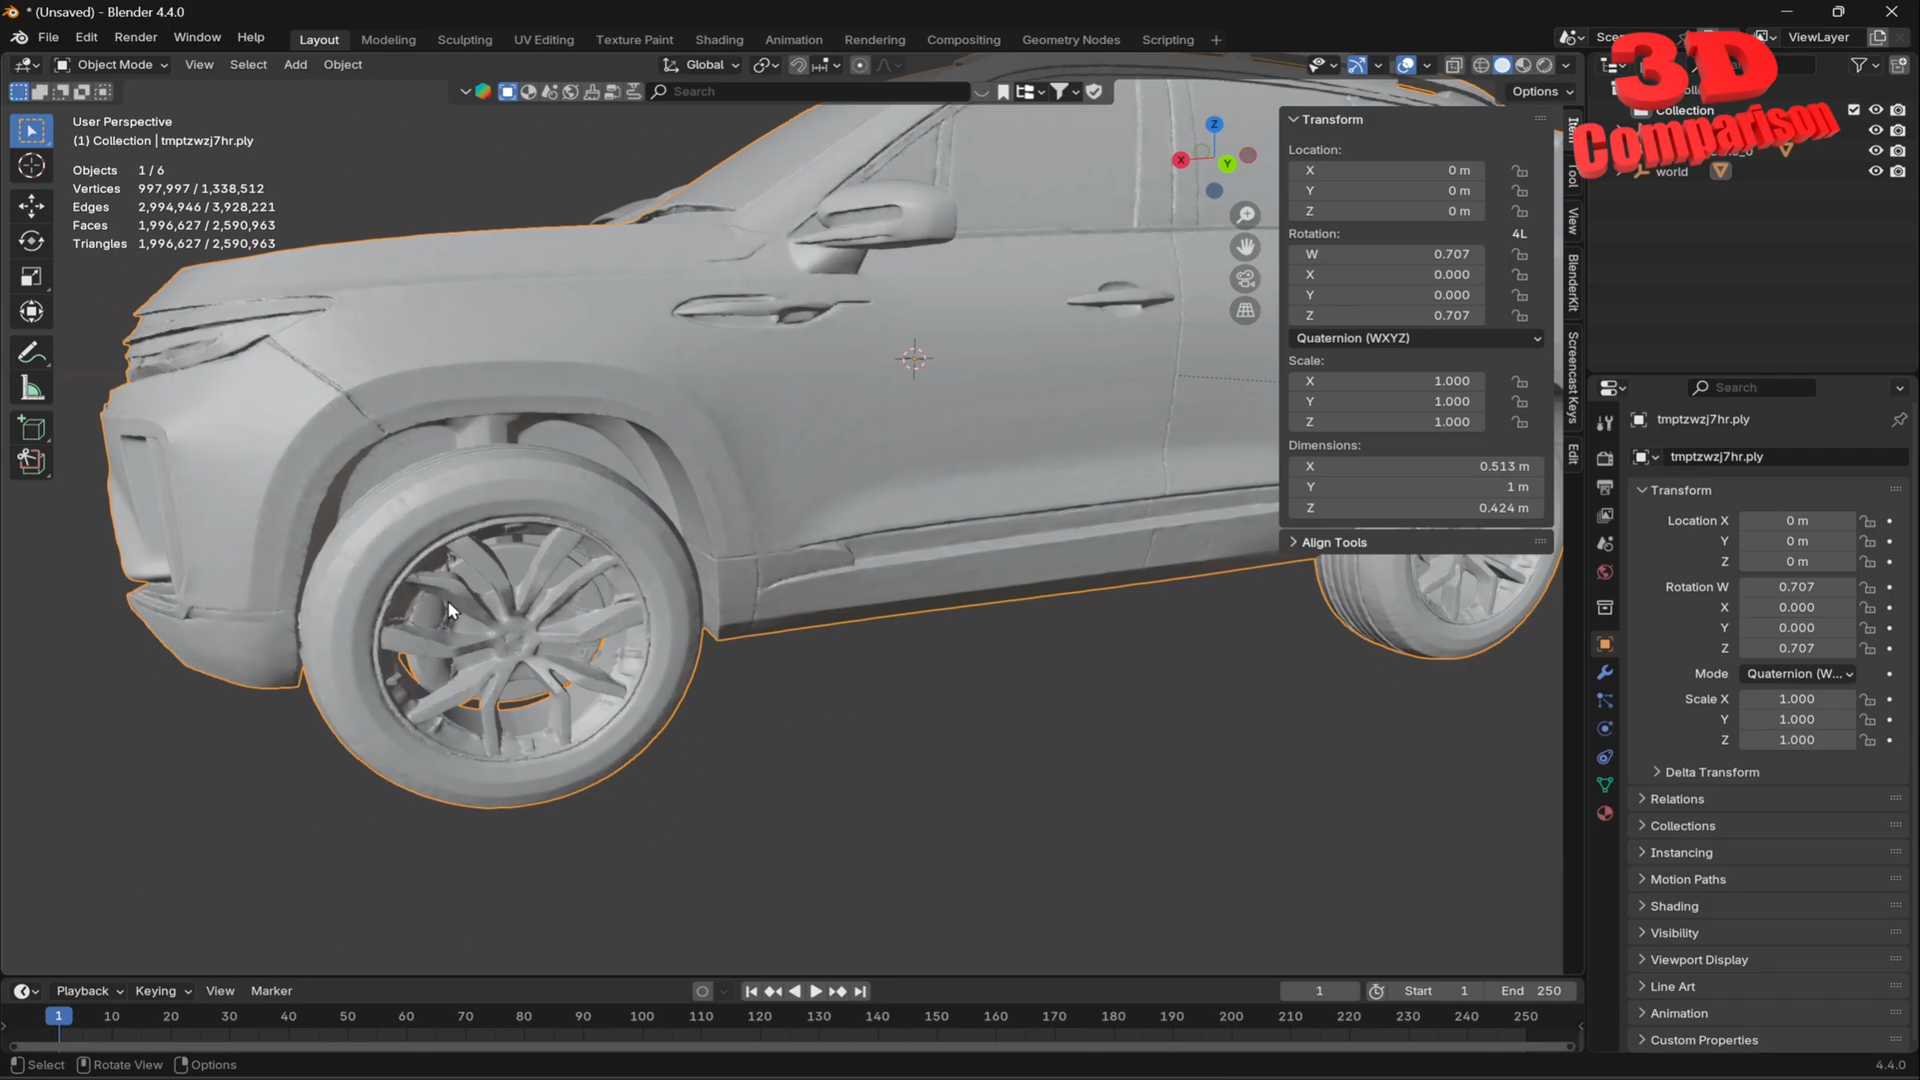 * (Unsaved) - Blender 4.4.0
File Edit Render Window Help
Layout Modeling Sculpting UV Editing Texture Paint Shading Animation Rendering Compositing Geometry Nodes Scripting +
ViewLayer
Object Mode View Select Add Object
Global
Search
Options
3D
Comparison
User Perspective
(1) Collection | tmptzwzj7hr.ply
Objects 1 / 6
Vertices 997,997 / 1,338,512
Edges 2,994,946 / 3,928,221
Faces 1,996,627 / 2,590,963
Triangles 1,996,627 / 2,590,963
Z
X
Y
Transform
Location:
X 0 m
Y 0 m
Z 0 m
Rotation: 4L
W 0.707
X 0.000
Y 0.000
Z 0.707
Quaternion (WXYZ)
Scale:
X 1.000
Y 1.000
Z 1.000
Dimensions:
X 0.513 m
Y 1 m
Z 0.424 m
Align Tools
Tool
View
BlenderKit
Screencast Keys
Edit
Collection
world
Search
tmptzwzj7hr.ply
tmptzwzj7hr.ply
Transform
Location X 0 m
Y 0 m
Z 0 m
Rotation W 0.707
X 0.000
Y 0.000
Z 0.707
Mode Quaternion (W...
Scale X 1.000
Y 1.000
Z 1.000
Delta Transform
Relations
Collections
Instancing
Motion Paths
Shading
Visibility
Viewport Display
Line Art
Animation
Custom Properties
Playback Keying View Marker
1 Start 1 End 250
1 10 20 30 40 50 60 70 80 90 100 110 120 130 140 150 160 170 180 190 200 210 220 230 240 250
Select Rotate View Options
4.4.0